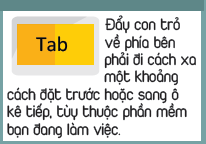 Tab
Đẩy con trỏ
về phía bên
phải đi cách xa
một khoảng
cách đặt trước hoặc sang ô
kê tiếp, tùy thuộc phần mềm
bạn đang làm việc.